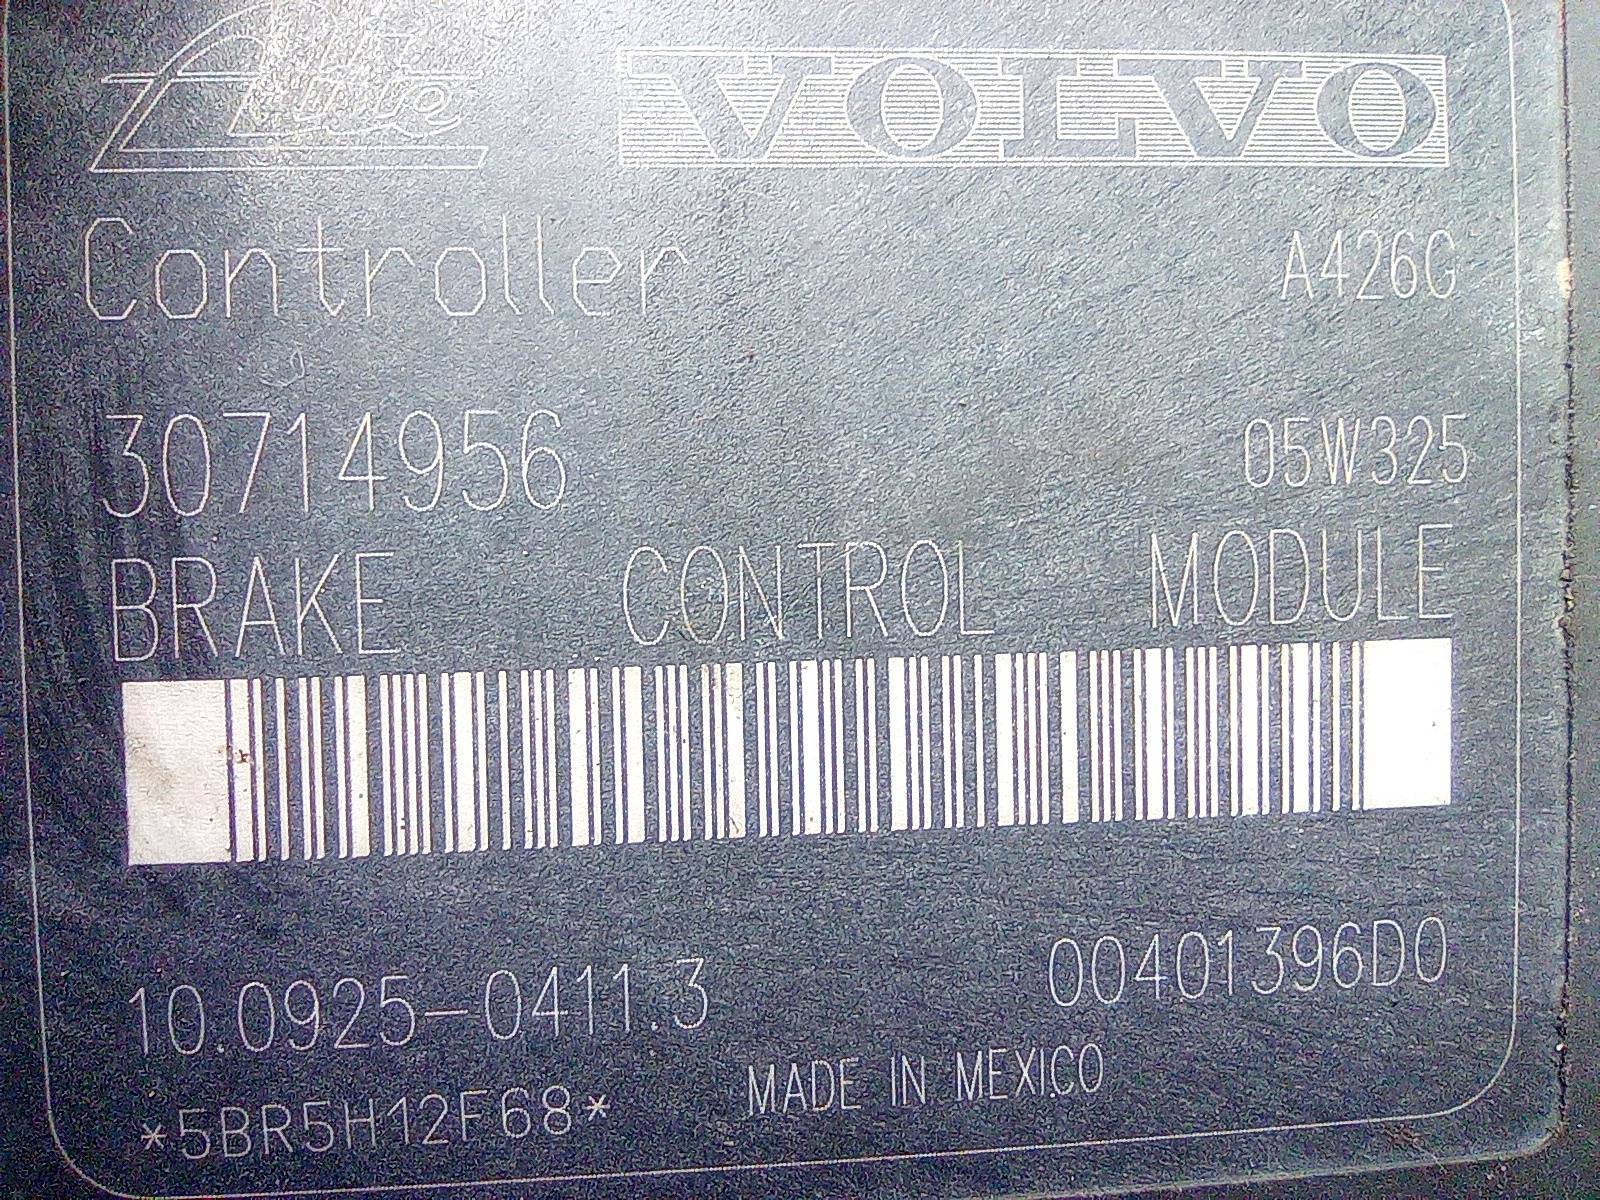 Ate VOLVO
Controller A426G
30714956 05W325
BRAKE CONTROL MODULE
10.0925-0411.3 00401396D0
*5BR5H12F68* MADE IN MEXICO